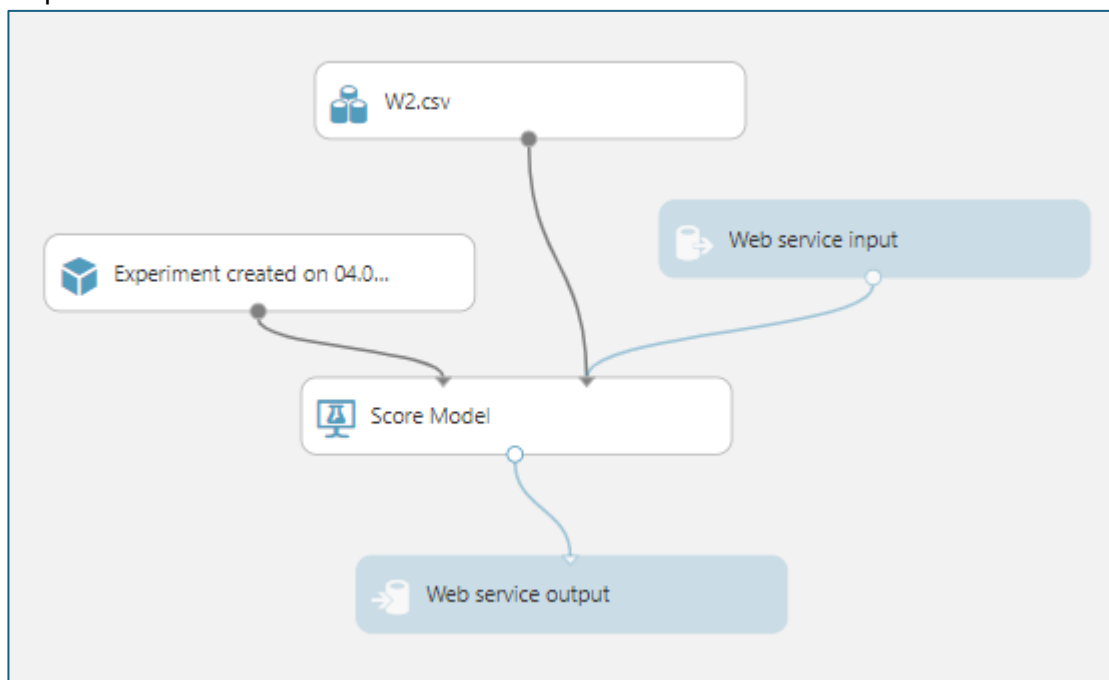 W2.csv
Web service input
Experiment created on 04.0...
Score Model
Web service output